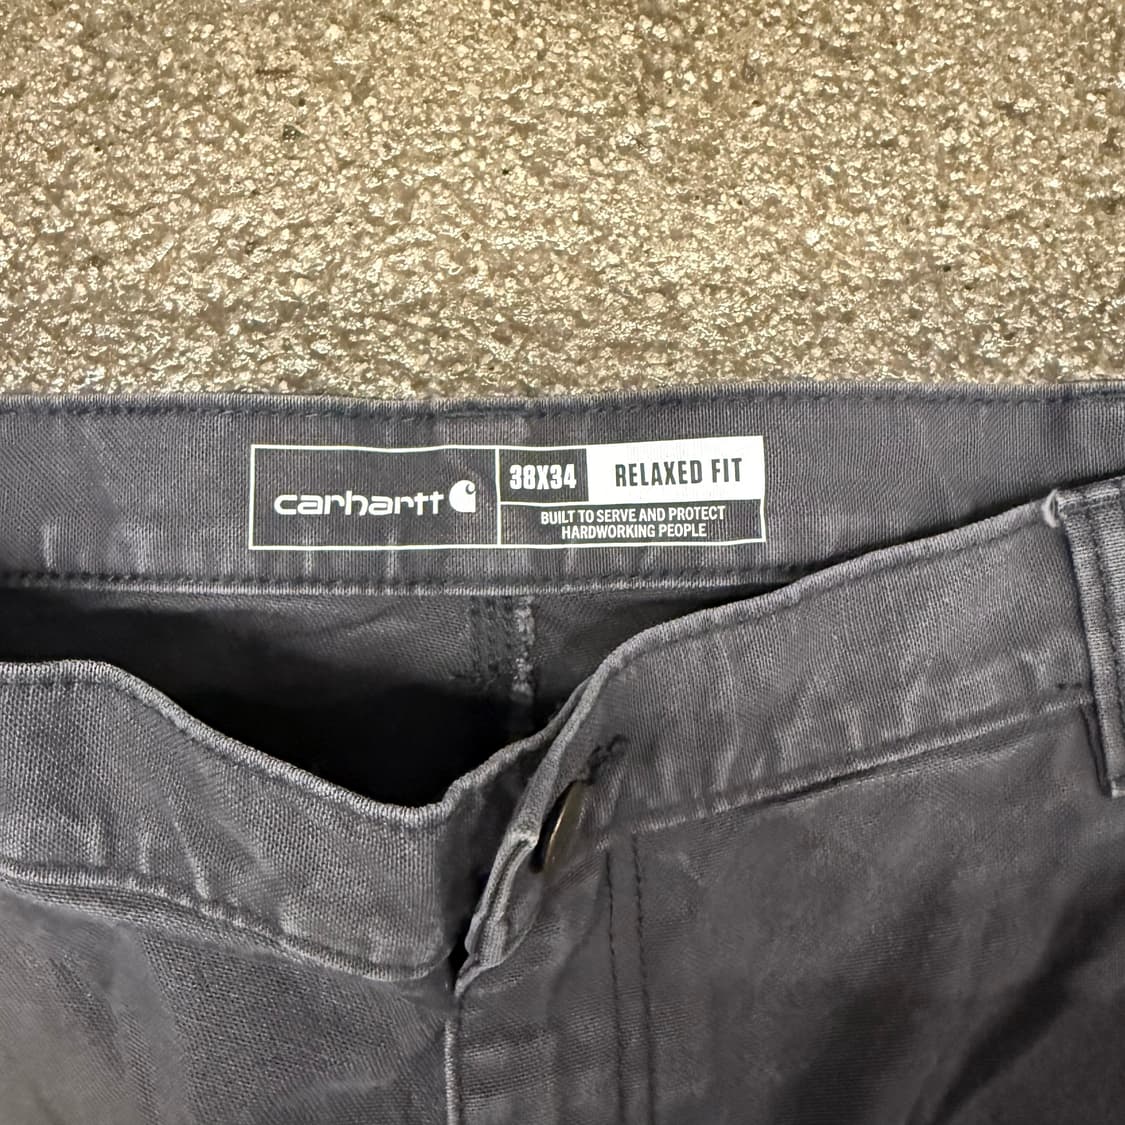 carhartt
38X34
RELAXED FIT
BUILT TO SERVE AND PROTECT
HARDWORKING PEOPLE